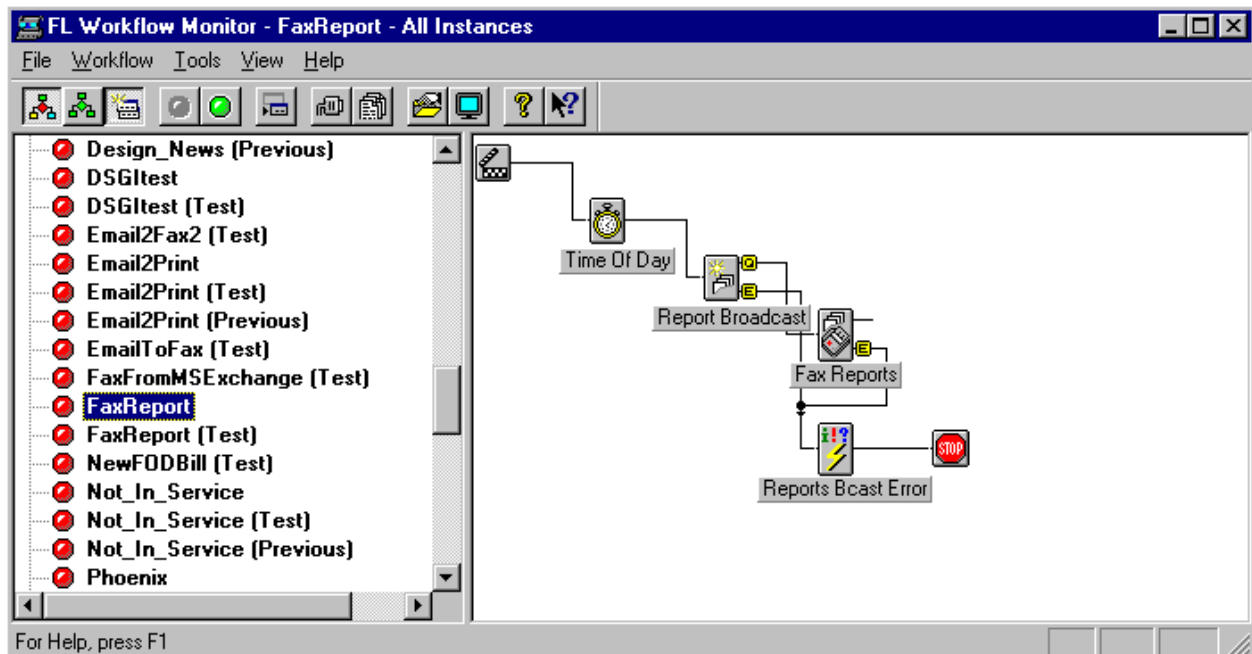 FL Workflow Monitor - FaxReport - All Instances
File Workflow Tools View Help
Design_News (Previous)
DSGItest
DSGItest (Test)
Email2Fax2 (Test)
Email2Print
Email2Print (Test)
Email2Print (Previous)
EmailToFax (Test)
FaxFromMSExchange (Test)
FaxReport
FaxReport (Test)
NewFODBill (Test)
Not_In_Service
Not_In_Service (Test)
Not_In_Service (Previous)
Phoenix
Time Of Day
Q
E
Report Broadcast
E
Fax Reports
i!?
STOP
Reports Bcast Error
For Help, press F1